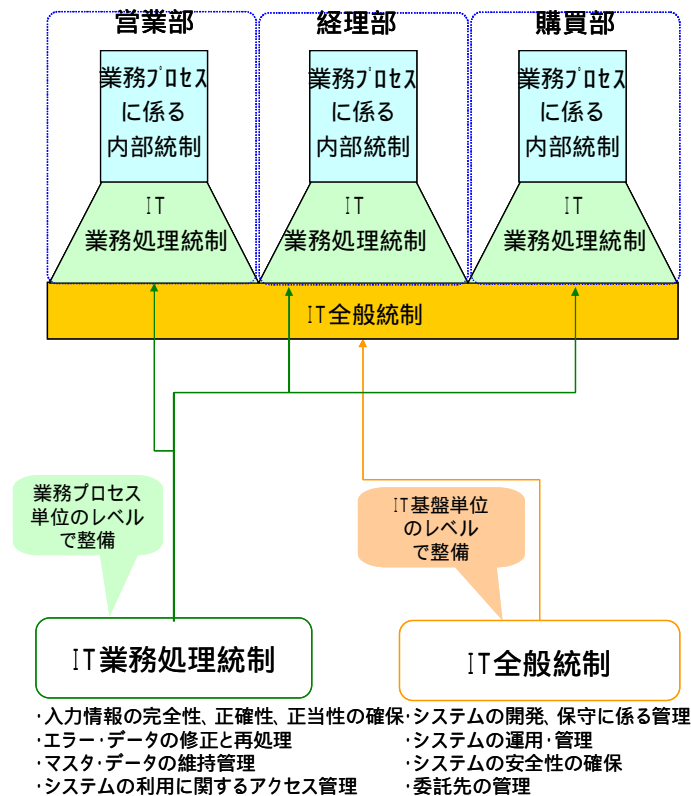 営業部
経理部
購買部
業務プロセス
に係る
内部統制
業務プロセス
に係る
内部統制
業務プロセス
に係る
内部統制
IT
業務処理統制
IT
業務処理統制
IT
業務処理統制
IT全般統制
業務プロセス
単位のレベル
で整備
IT基盤単位
のレベル
で整備
IT業務処理統制
・入力情報の完全性、正確性、正当性の確保
・エラー・データの修正と再処理
・マスタ・データの維持管理
・システムの利用に関するアクセス管理
IT全般統制
・システムの開発、保守に係る管理
・システムの運用・管理
・システムの安全性の確保
・委託先の管理